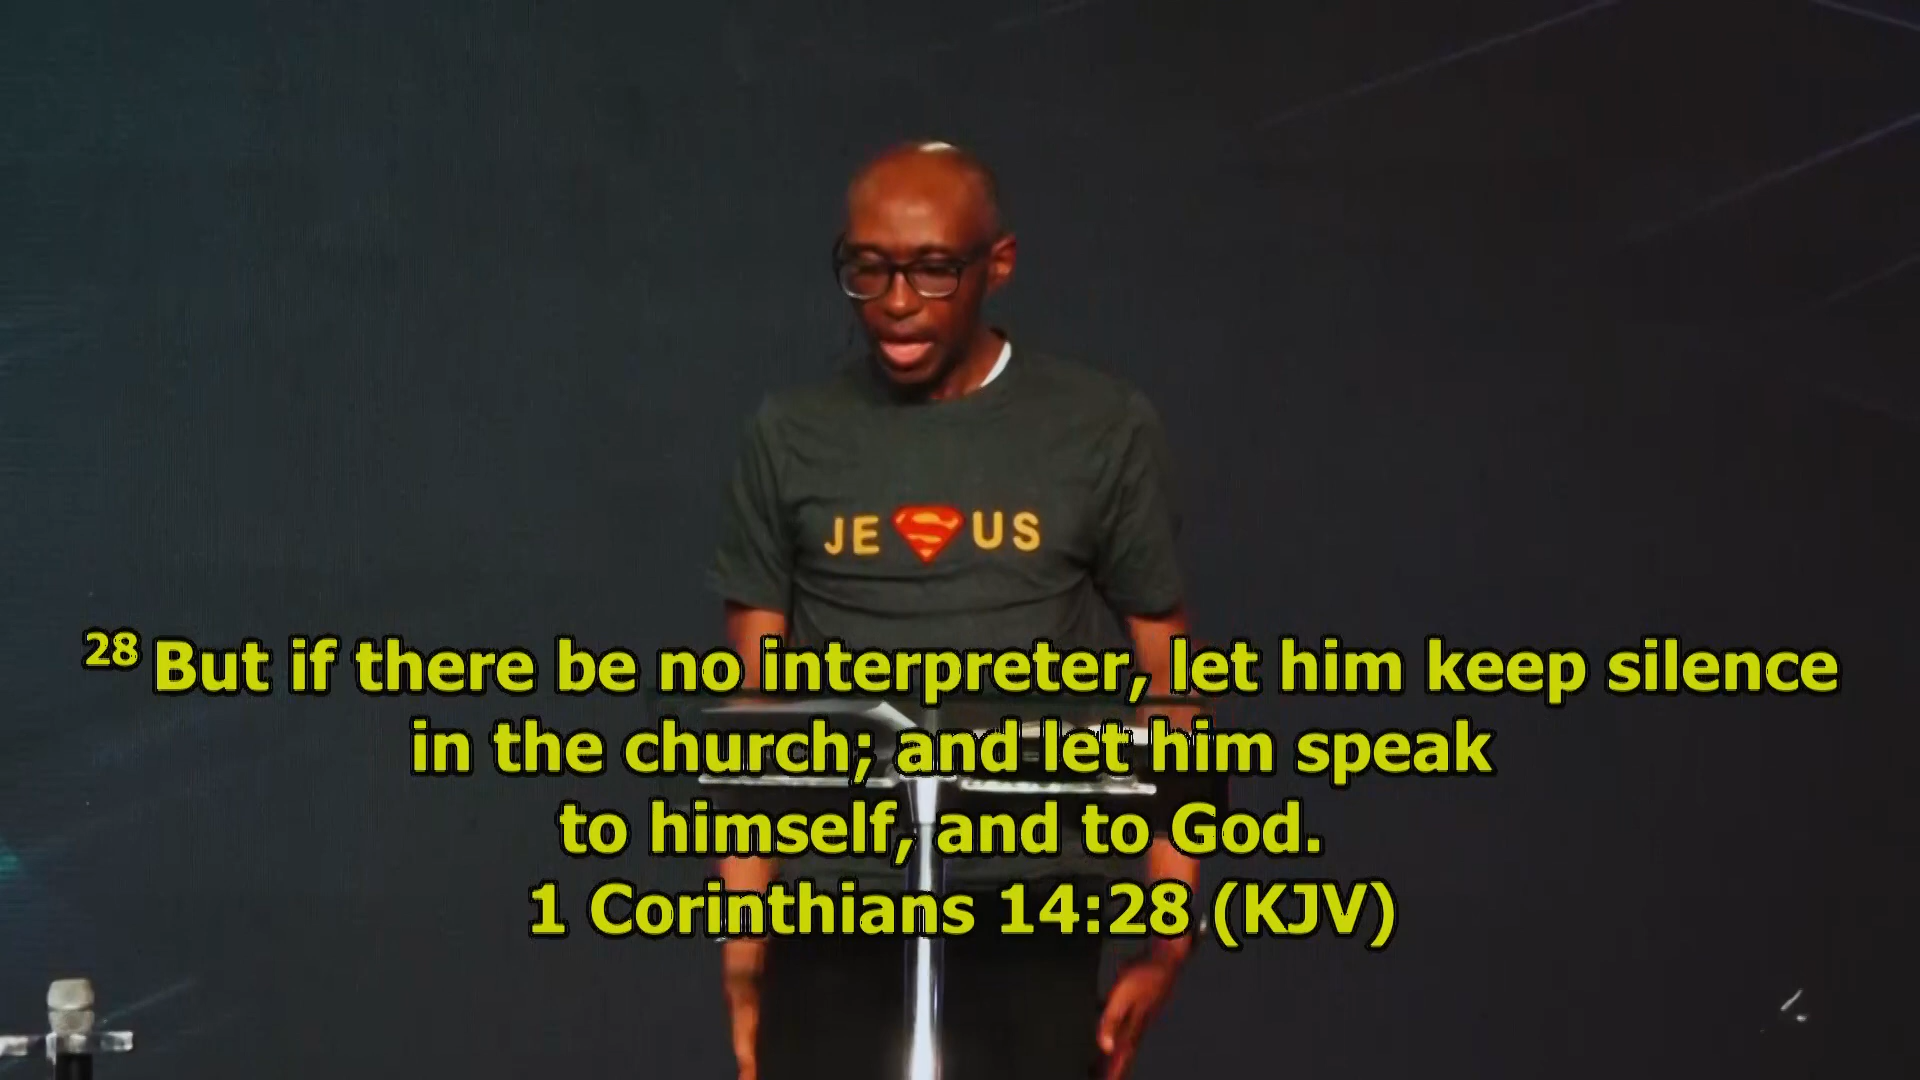 JESUS
28 But if there be no interpreter, let him keep silence
in the church; and let him speak
to himself, and to God.
1 Corinthians 14:28 (KJV)